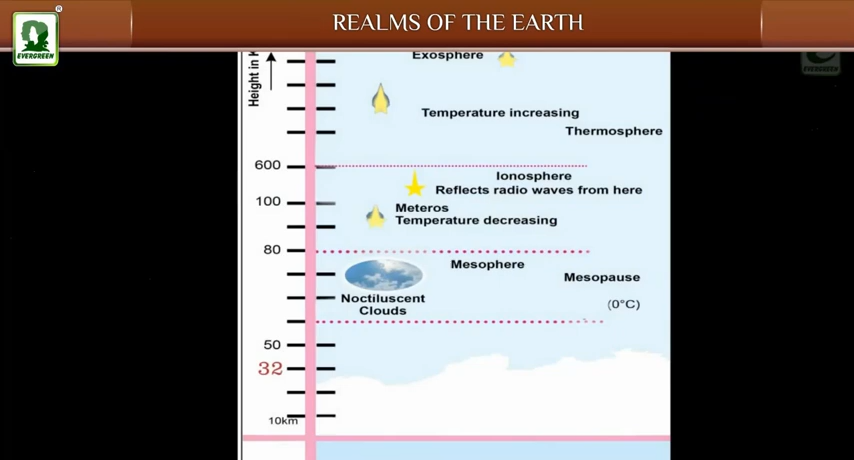 REALMS OF THE EARTH
EVERGREEN
®
EVERGREEN
Exosphere
Temperature increasing
Thermosphere
600
Ionosphere
Reflects radio waves from here
100
Meteros
Temperature decreasing
80
Mesophere
Mesopause
(0°C)
Noctiluscent
Clouds
50
32
10km
Height in